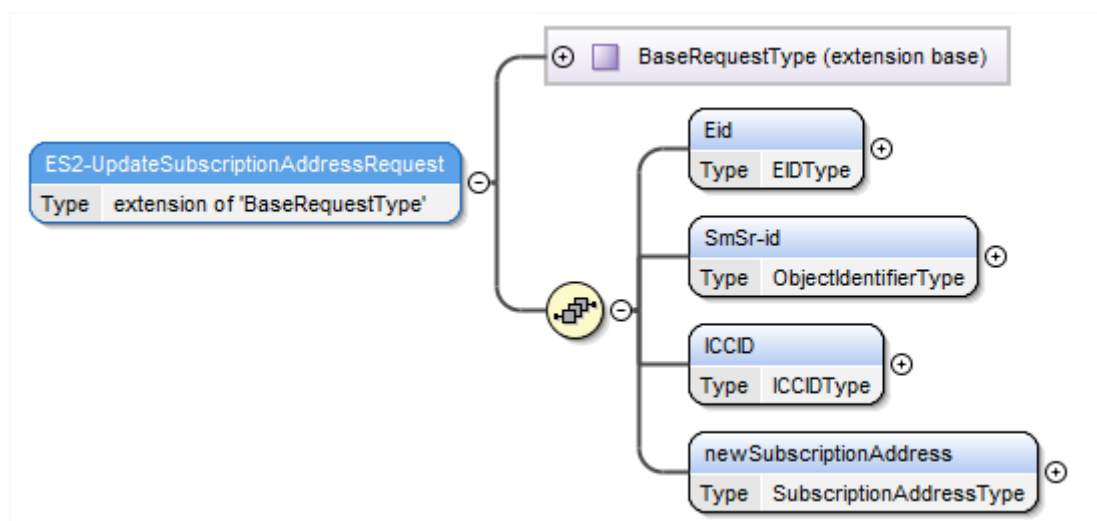 BaseRequestType (extension base)
Eid
Type EIDType
ES2-UpdateSubscriptionAddressRequest
Type extension of 'BaseRequestType'
SmSr-id
Type ObjectIdentifierType
ICCID
Type ICCIDType
newSubscriptionAddress
Type SubscriptionAddressType